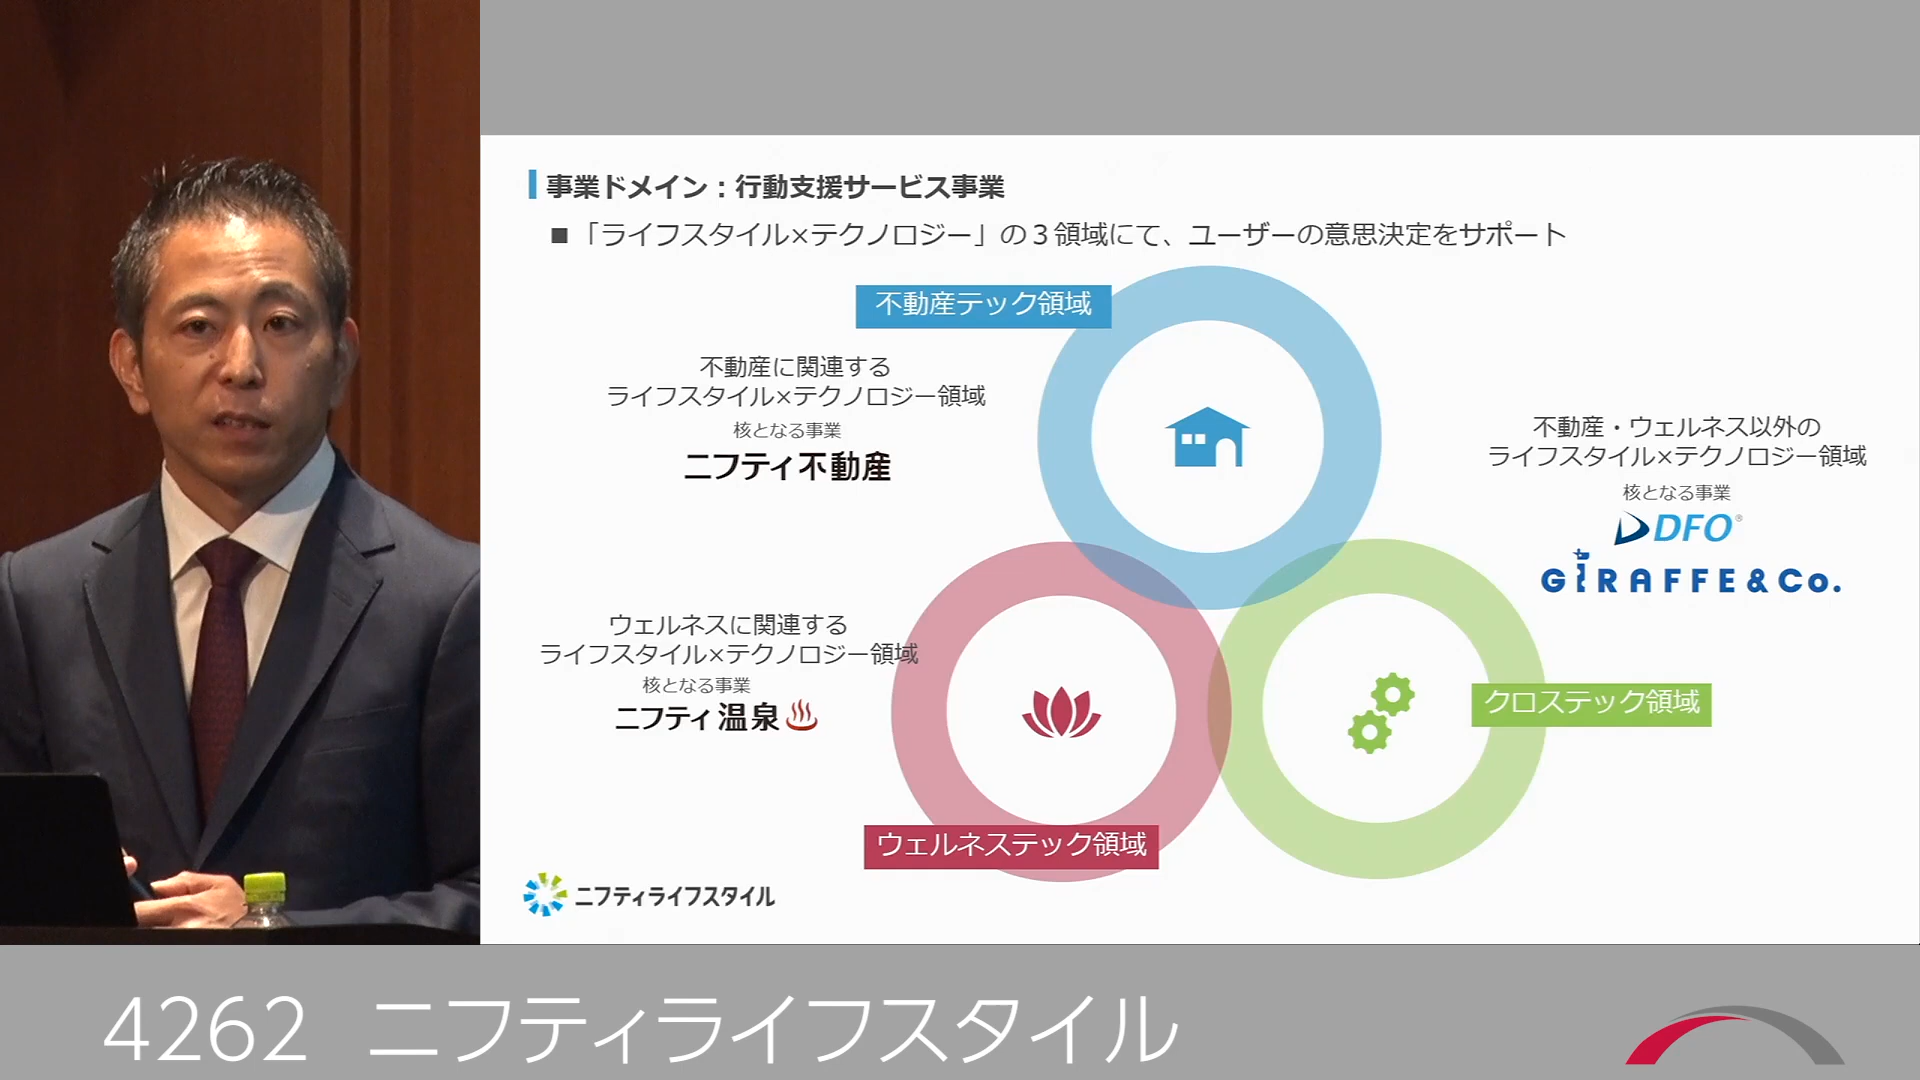 事業ドメイン：行動支援サービス事業
■「ライフスタイル×テクノロジー」の３領域にて、ユーザーの意思決定をサポート
不動産テック領域
不動産に関連する
ライフスタイル×テクノロジー領域
核となる事業
ニフティ不動産
不動産・ウェルネス以外の
ライフスタイル×テクノロジー領域
核となる事業
DFO®
GiRAFFE&Co.
ウェルネスに関連する
ライフスタイル×テクノロジー領域
核となる事業
ニフティ温泉
クロステック領域
ウェルネステック領域
ニフティライフスタイル
4262 ニフティライフスタイル